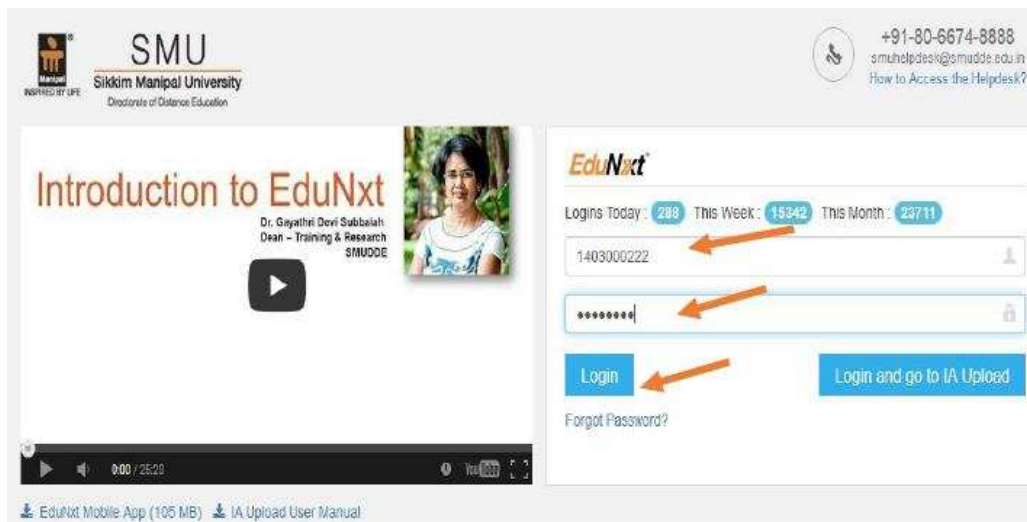 Manipal
INSPIRED BY LIFE
SMU
Sikkim Manipal University
Directorate of Distance Education
+91-80-6674-8888
smuhelpdesk@smudde.edu.in
How to Access the Helpdesk?
Introduction to EduNxt
Dr. Gayathri Devi Subbaiah
Dean – Training & Research
SMUDDE
0:00 / 25:20
YouTube
EduNxt
Logins Today : 288 This Week : 15342 This Month : 23711
1403000222
••••••••
Login
Login and go to IA Upload
Forgot Password?
EduNxt Mobile App (105 MB) IA Upload User Manual